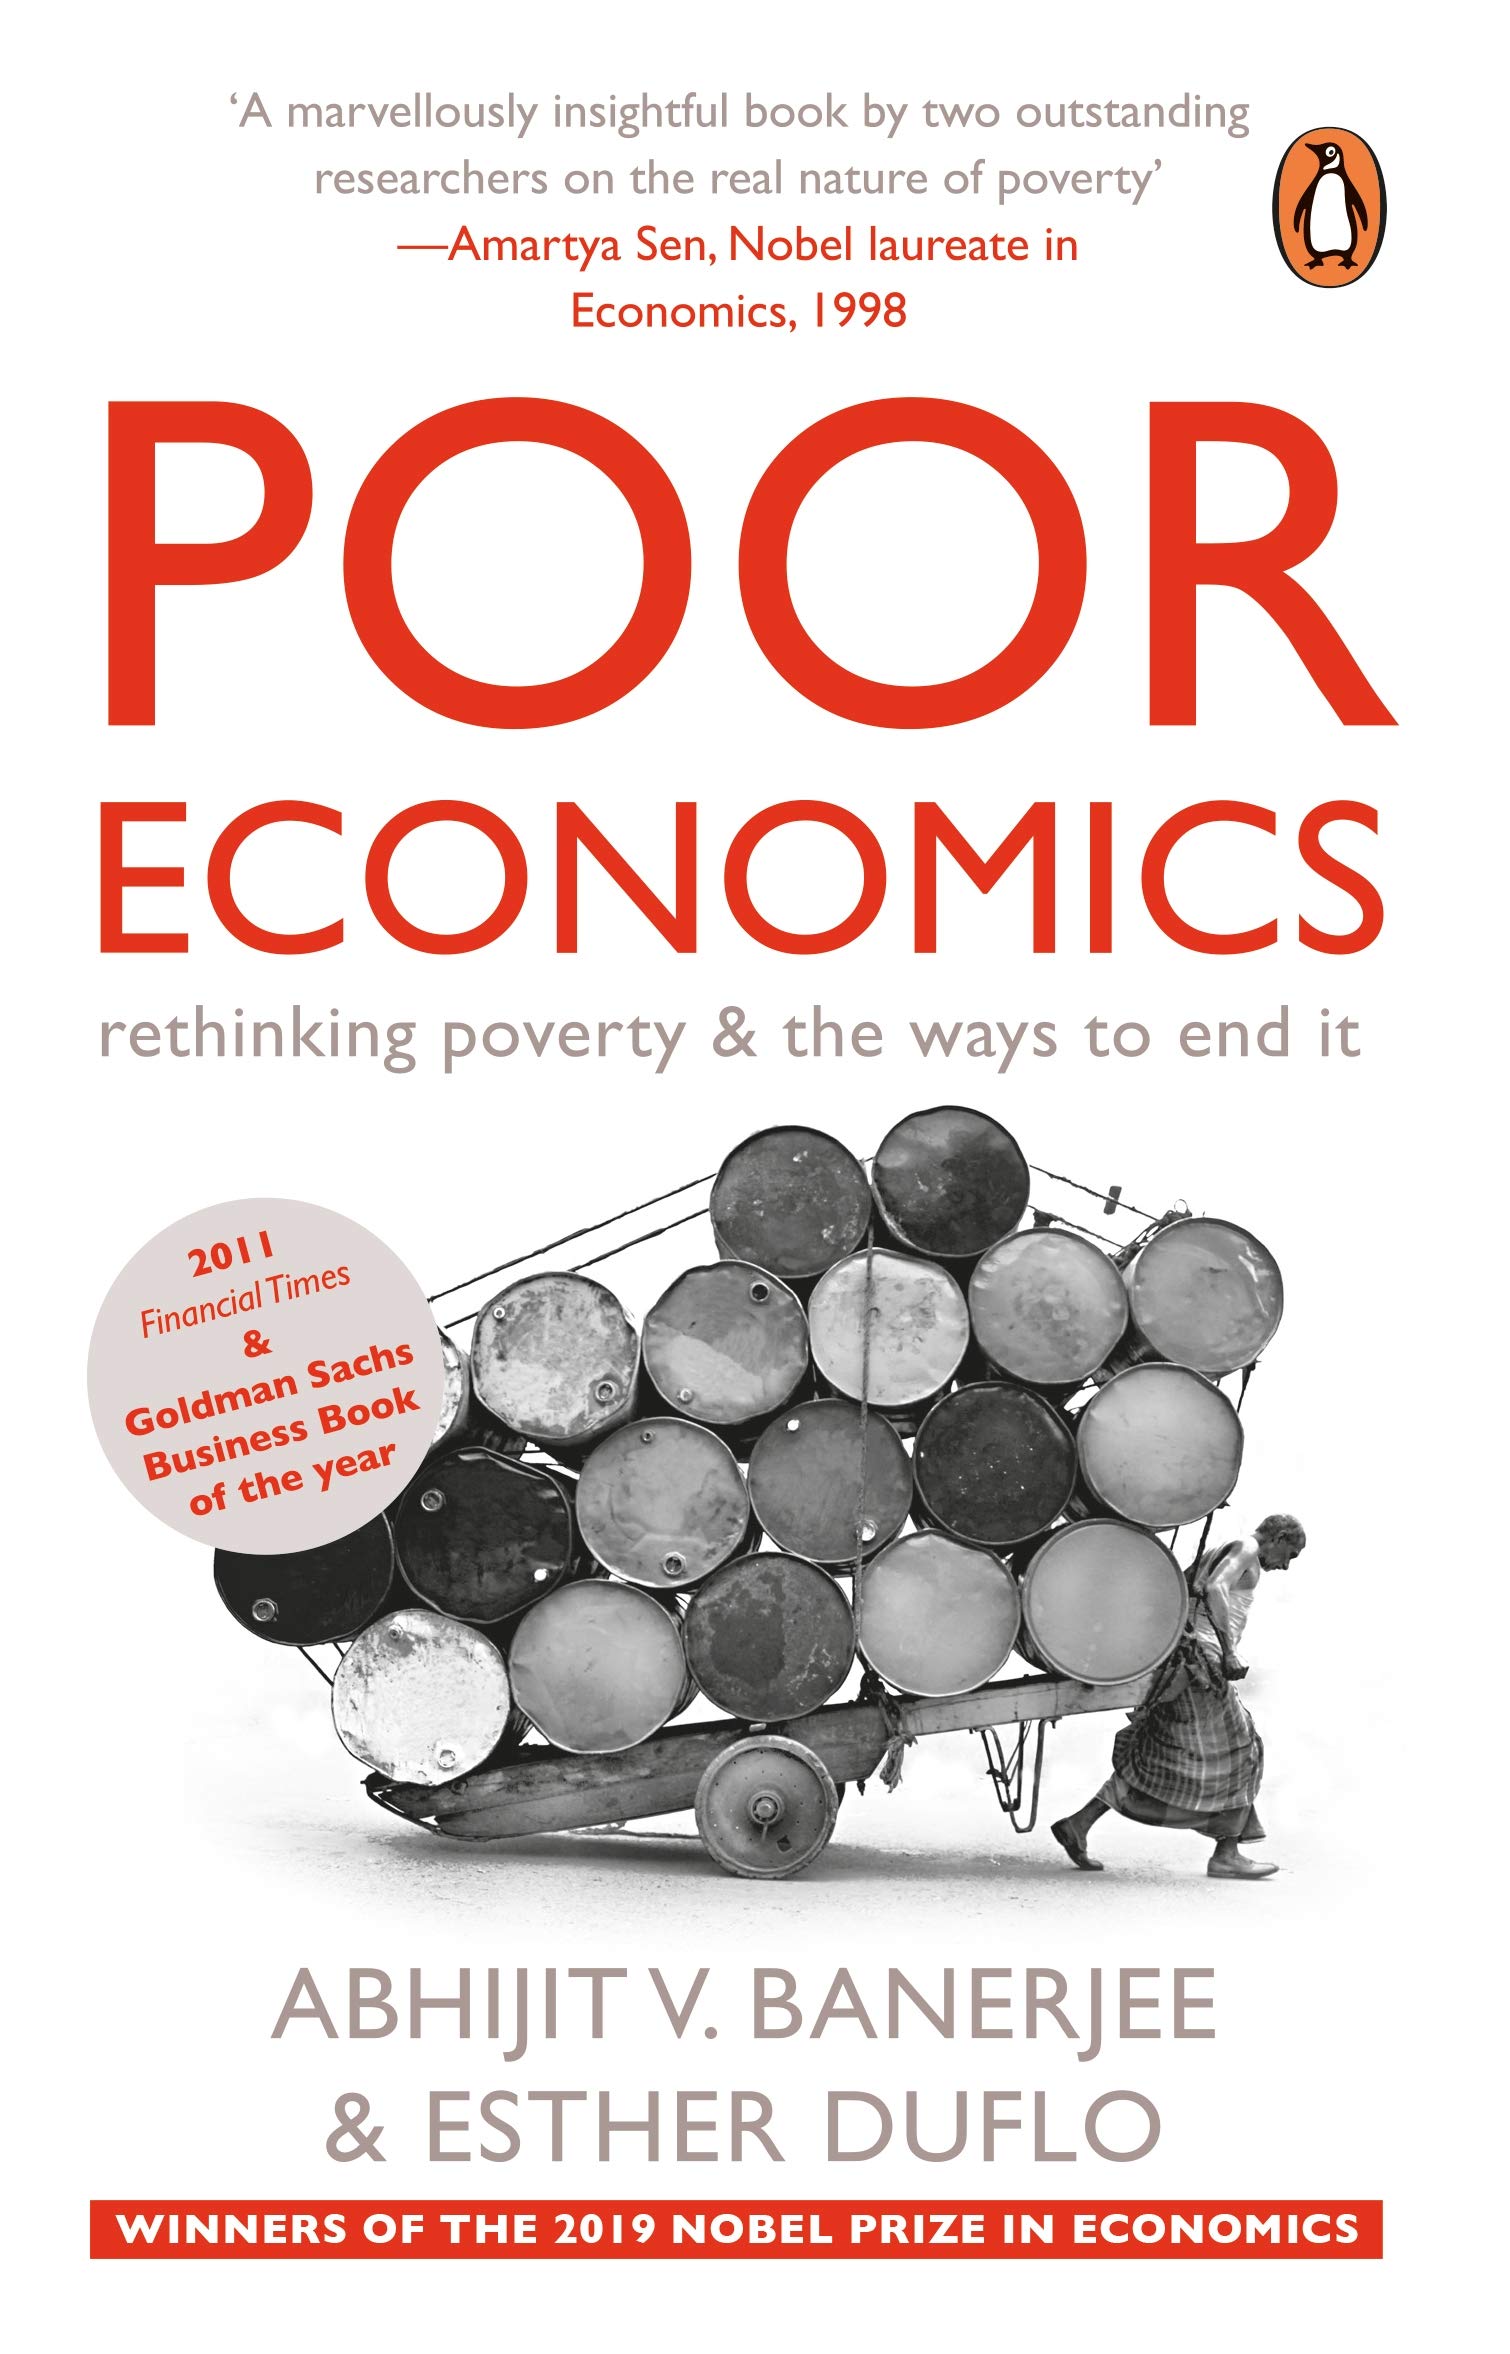 ‘A marvellously insightful book by two outstanding
researchers on the real nature of poverty’
—Amartya Sen, Nobel laureate in
Economics, 1998
POOR
ECONOMICS
rethinking poverty & the ways to end it
2011
Financial Times
&
Goldman Sachs
Business Book
of the year
ABHIJIT V. BANERJEE
& ESTHER DUFLO
WINNERS OF THE 2019 NOBEL PRIZE IN ECONOMICS